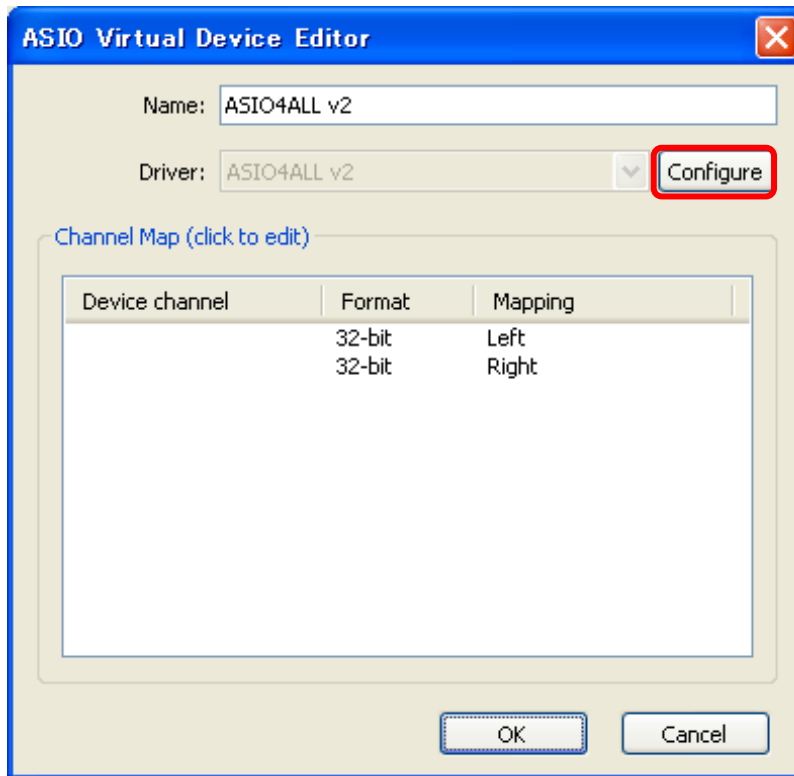 ASIO Virtual Device Editor
Name: ASIO4ALL v2
Driver: ASIO4ALL v2 Configure
Channel Map (click to edit)
Device channel Format Mapping
32-bit Left
32-bit Right
OK Cancel